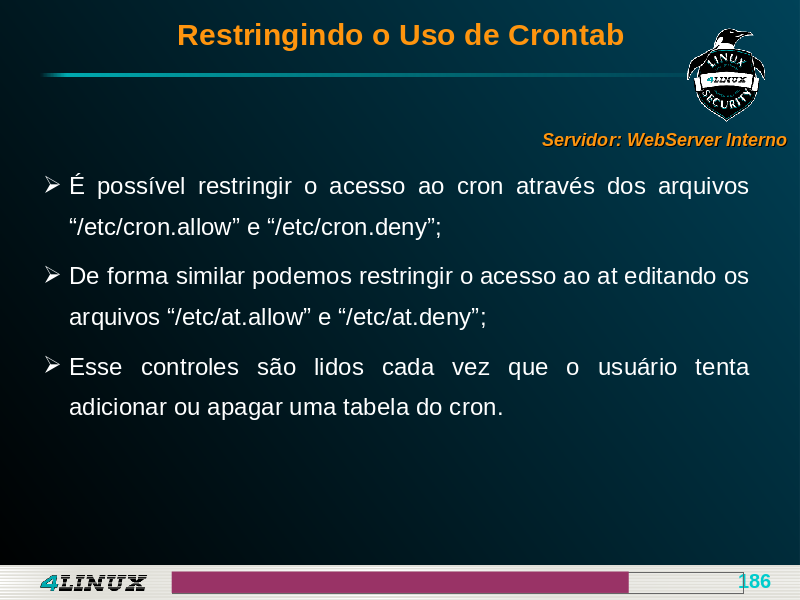 Restringindo o Uso de Crontab
LINUX
4LINUX
SECURITY
Servidor: WebServer Interno
É possível restringir o acesso ao cron através dos arquivos
“/etc/cron.allow” e “/etc/cron.deny”;
De forma similar podemos restringir o acesso ao at editando os
arquivos “/etc/at.allow” e “/etc/at.deny”;
Esse controles são lidos cada vez que o usuário tenta
adicionar ou apagar uma tabela do cron.
4LINUX
186